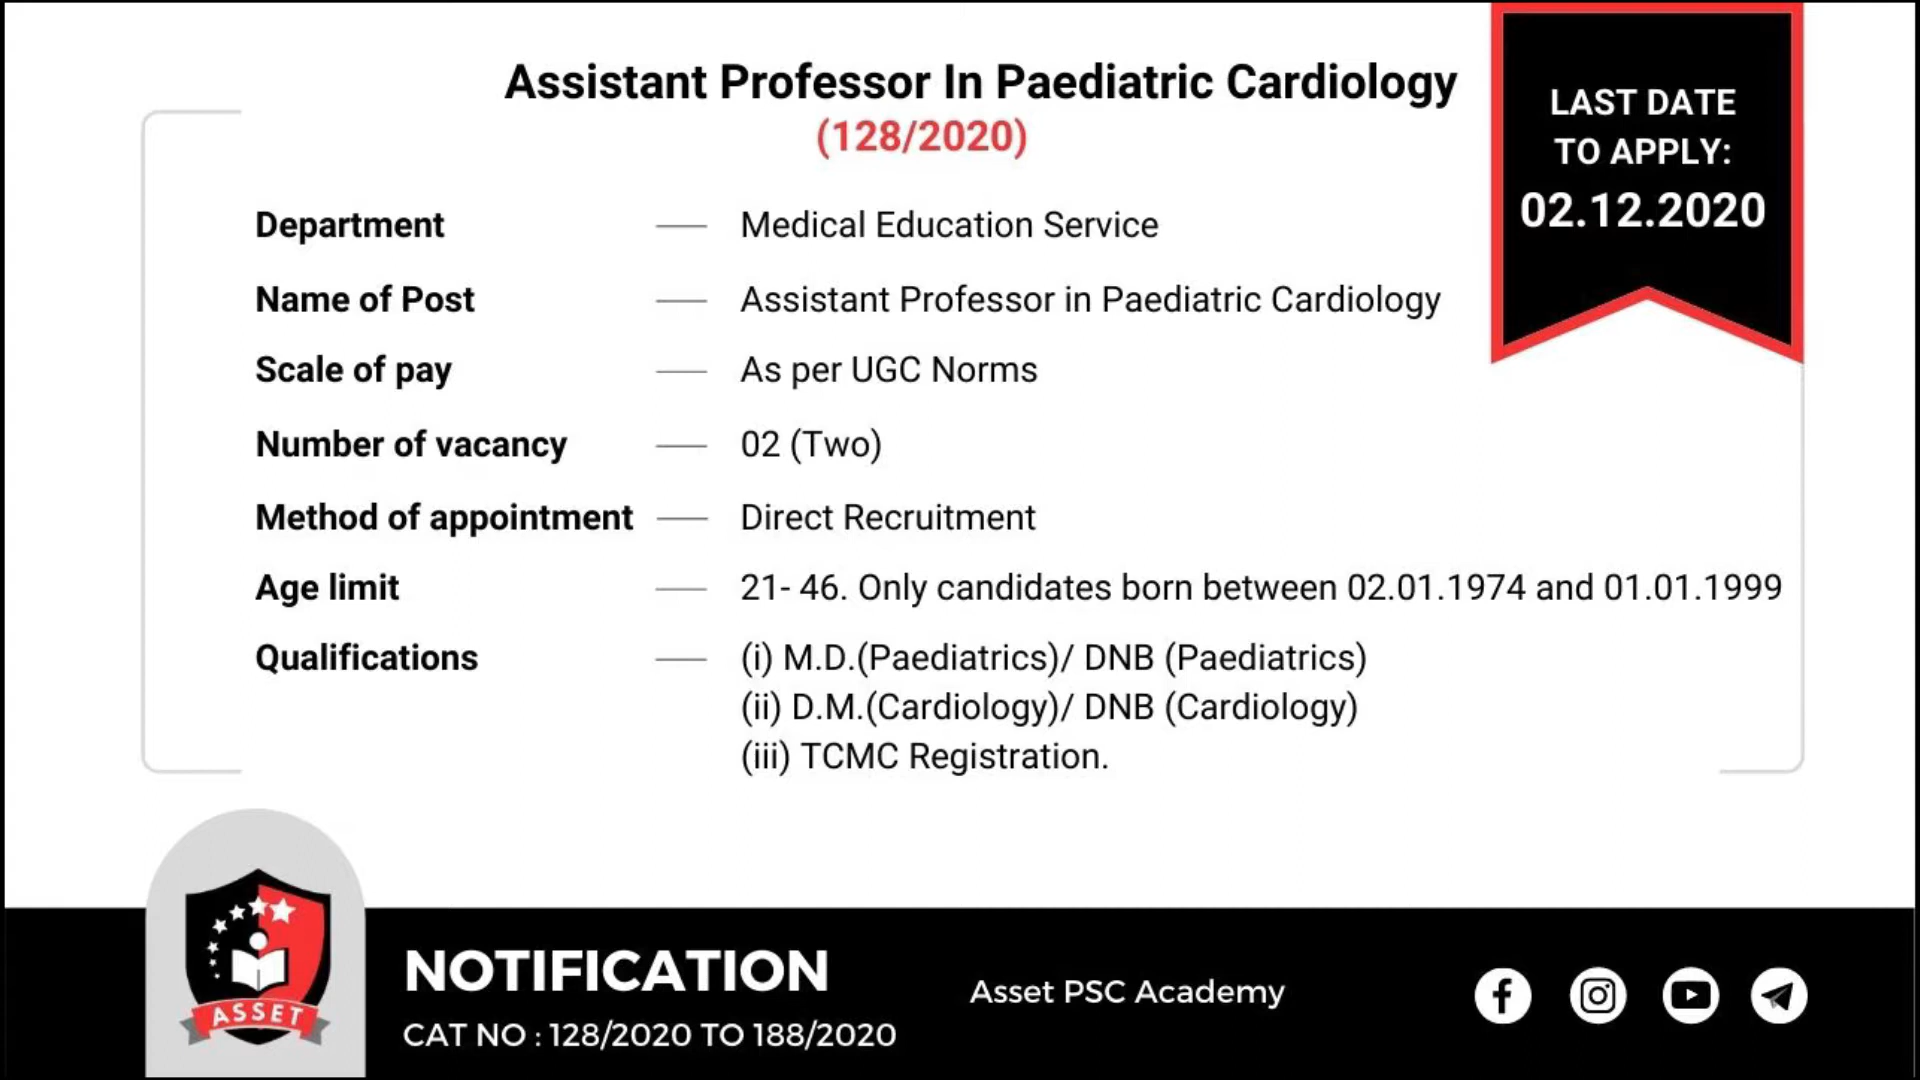 Assistant Professor In Paediatric Cardiology
(128/2020)
LAST DATE
TO APPLY:
02.12.2020
Department — Medical Education Service
Name of Post — Assistant Professor in Paediatric Cardiology
Scale of pay — As per UGC Norms
Number of vacancy — 02 (Two)
Method of appointment — Direct Recruitment
Age limit — 21- 46. Only candidates born between 02.01.1974 and 01.01.1999
Qualifications — (i) M.D.(Paediatrics)/ DNB (Paediatrics)
(ii) D.M.(Cardiology)/ DNB (Cardiology)
(iii) TCMC Registration.
ASSET
NOTIFICATION
CAT NO : 128/2020 TO 188/2020
Asset PSC Academy